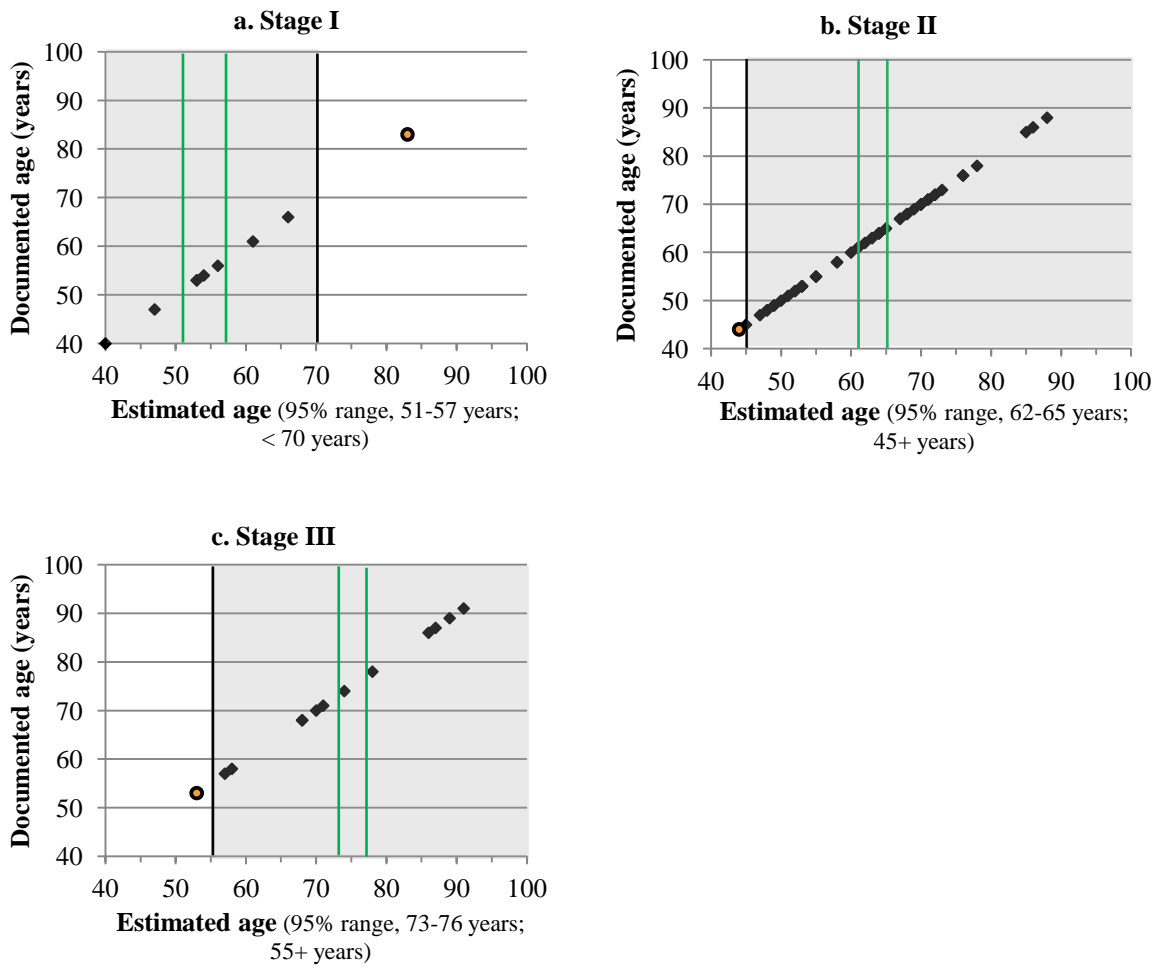 a. Stage I
Documented age (years)
100
90
80
70
60
50
40
40 50 60 70 80 90 100
Estimated age (95% range, 51-57 years;
< 70 years)
b. Stage II
Documented age (years)
100
90
80
70
60
50
40
40 50 60 70 80 90 100
Estimated age (95% range, 62-65 years;
45+ years)
c. Stage III
Documented age (years)
100
90
80
70
60
50
40
40 50 60 70 80 90 100
Estimated age (95% range, 73-76 years;
55+ years)